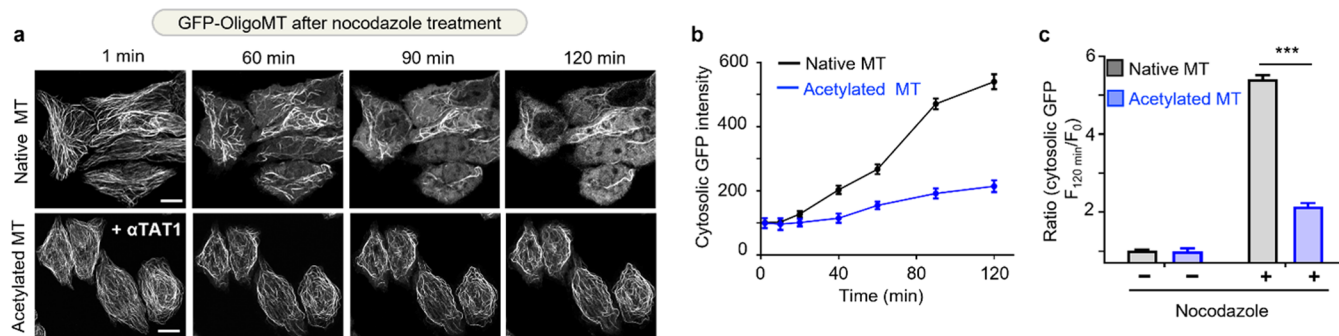 GFP-OligoMT after nocodazole treatment
a
1 min
60 min
90 min
120 min
Native MT
Acetylated MT
+ αTAT1
b
Cytosolic GFP intensity
600
400
200
0
Native MT
Acetylated MT
0
40
80
120
Time (min)
c
Ratio (cytosolic GFP
F120 min/F0)
6
4
2
Native MT
Acetylated MT
***
− − + +
Nocodazole